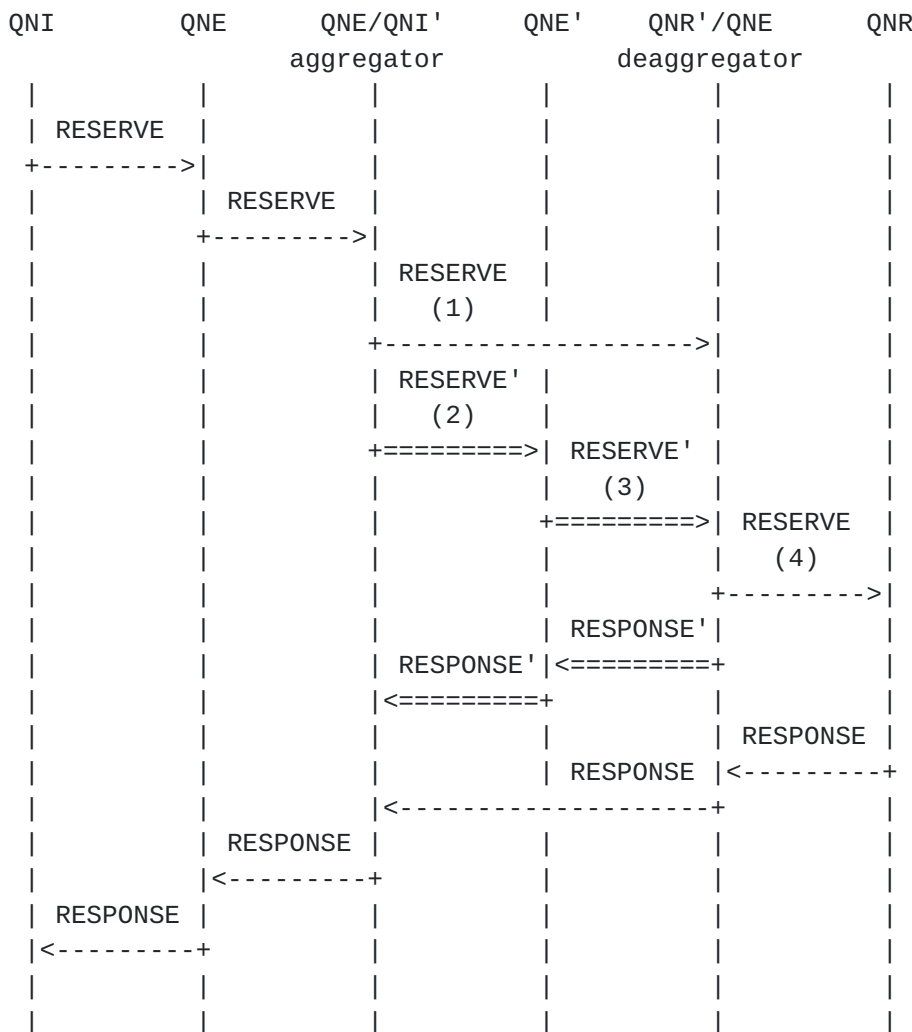 QNI QNE QNE/QNI' QNE' QNR'/QNE QNR
aggregator deaggregator
RESERVE
RESERVE
RESERVE
(1)
RESERVE'
(2)
RESERVE'
(3)
RESERVE
(4)
RESPONSE'
RESPONSE'
RESPONSE
RESPONSE
RESPONSE
RESPONSE